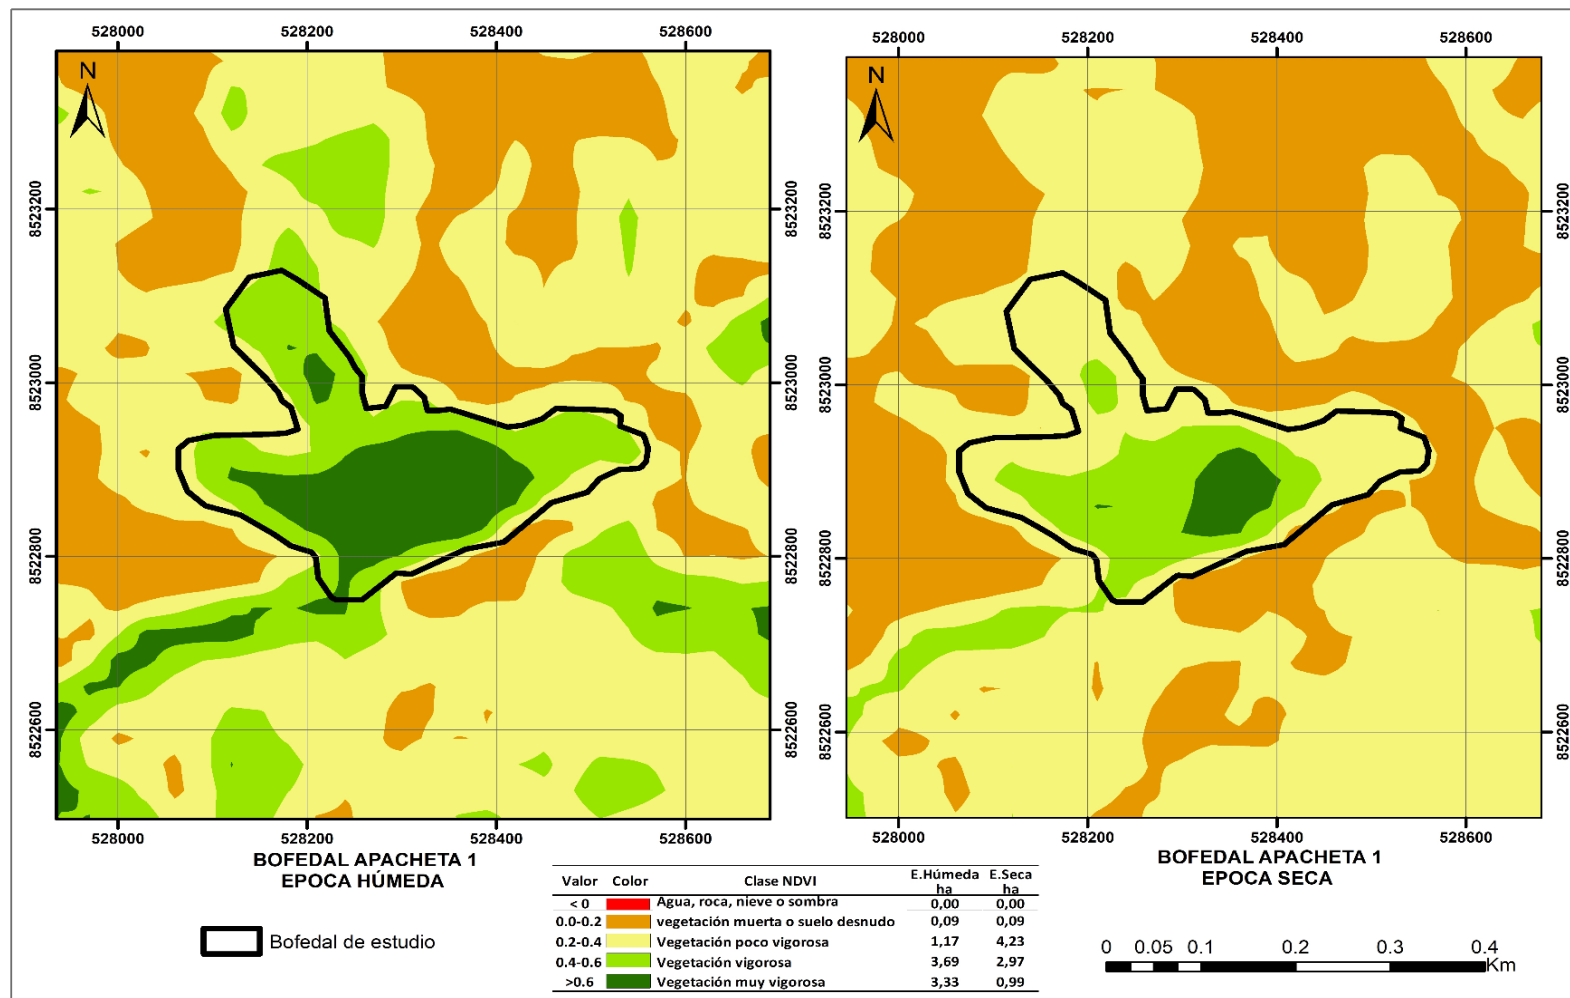 528000 528200 528400 528600
528000 528200 528400 528600
N
N
8523200 8523200 8523200 8523200
8523000 8523000 8523000 8523000
8522800 8522800 8522800 8522800
8522600 8522600 8522600 8522600
528000 528200 528400 528600
528000 528200 528400 528600
BOFEDAL APACHETA 1
EPOCA HÚMEDA
BOFEDAL APACHETA 1
EPOCA SECA
Bofedal de estudio
Valor Color Clase NDVI E.Húmeda ha E.Seca ha
< 0 Agua, roca, nieve o sombra 0,00 0,00
0.0-0.2 vegetación muerta o suelo desnudo 0,09 0,09
0.2-0.4 Vegetación poco vigorosa 1,17 4,23
0.4-0.6 Vegetación vigorosa 3,69 2,97
>0.6 Vegetación muy vigorosa 3,33 0,99
0 0.05 0.1 0.2 0.3 0.4
Km